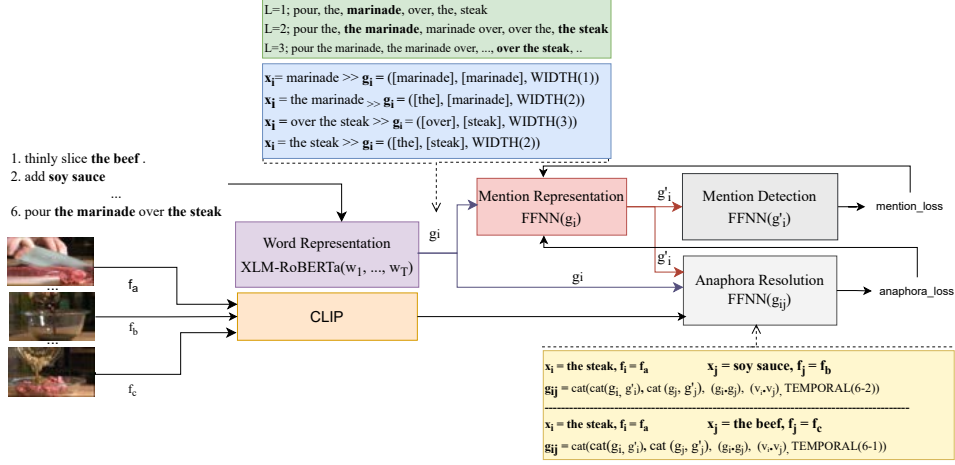 L=1; pour, the, marinade, over, the, steak
L=2; pour the, the marinade, marinade over, over the, the steak
L=3; pour the marinade, the marinade over, ..., over the steak, ..
xᵢ= marinade >> gᵢ = ([marinade], [marinade], WIDTH(1))
xᵢ = the marinade >> gᵢ = ([the], [marinade], WIDTH(2))
xᵢ = over the steak >> gᵢ = ([over], [steak], WIDTH(3))
xᵢ = the steak >> gᵢ = ([the], [steak], WIDTH(2))
1. thinly slice the beef .
2. add soy sauce
...
6. pour the marinade over the steak
...
...
fₐ
f_b
f_c
Word Representation
XLM-RoBERTa(w₁, ..., w_T)
CLIP
gᵢ
gᵢ
Mention Representation
FFNN(gᵢ)
g'ᵢ
g'ᵢ
Mention Detection
FFNN(g'ᵢ)
mention_loss
Anaphora Resolution
FFNN(gᵢⱼ)
anaphora_loss
xᵢ = the steak, fᵢ = fₐ xⱼ = soy sauce, fⱼ = f_b
gᵢⱼ = cat(cat(gᵢ, g'ᵢ), cat (gⱼ, g'ⱼ), (gᵢ.gⱼ), (vᵢ.vⱼ), TEMPORAL(6-2))
xᵢ = the steak, fᵢ = fₐ xⱼ = the beef, fⱼ = f_c
gᵢⱼ = cat(cat(gᵢ, g'ᵢ), cat (gⱼ, g'ⱼ), (gᵢ.gⱼ), (vᵢ.vⱼ), TEMPORAL(6-1))